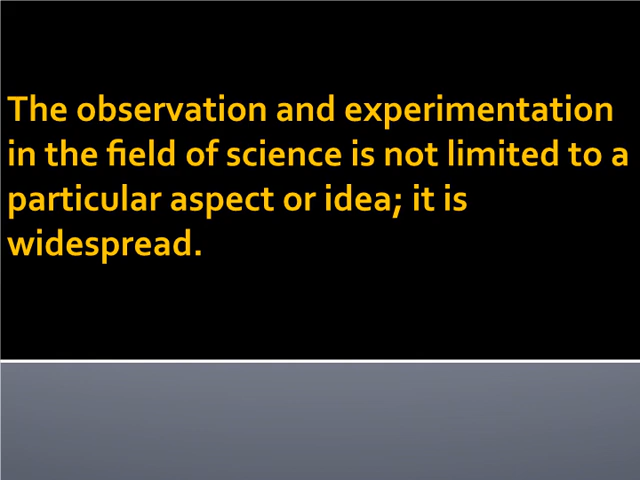 The observation and experimentation
in the field of science is not limited to a
particular aspect or idea; it is
widespread.